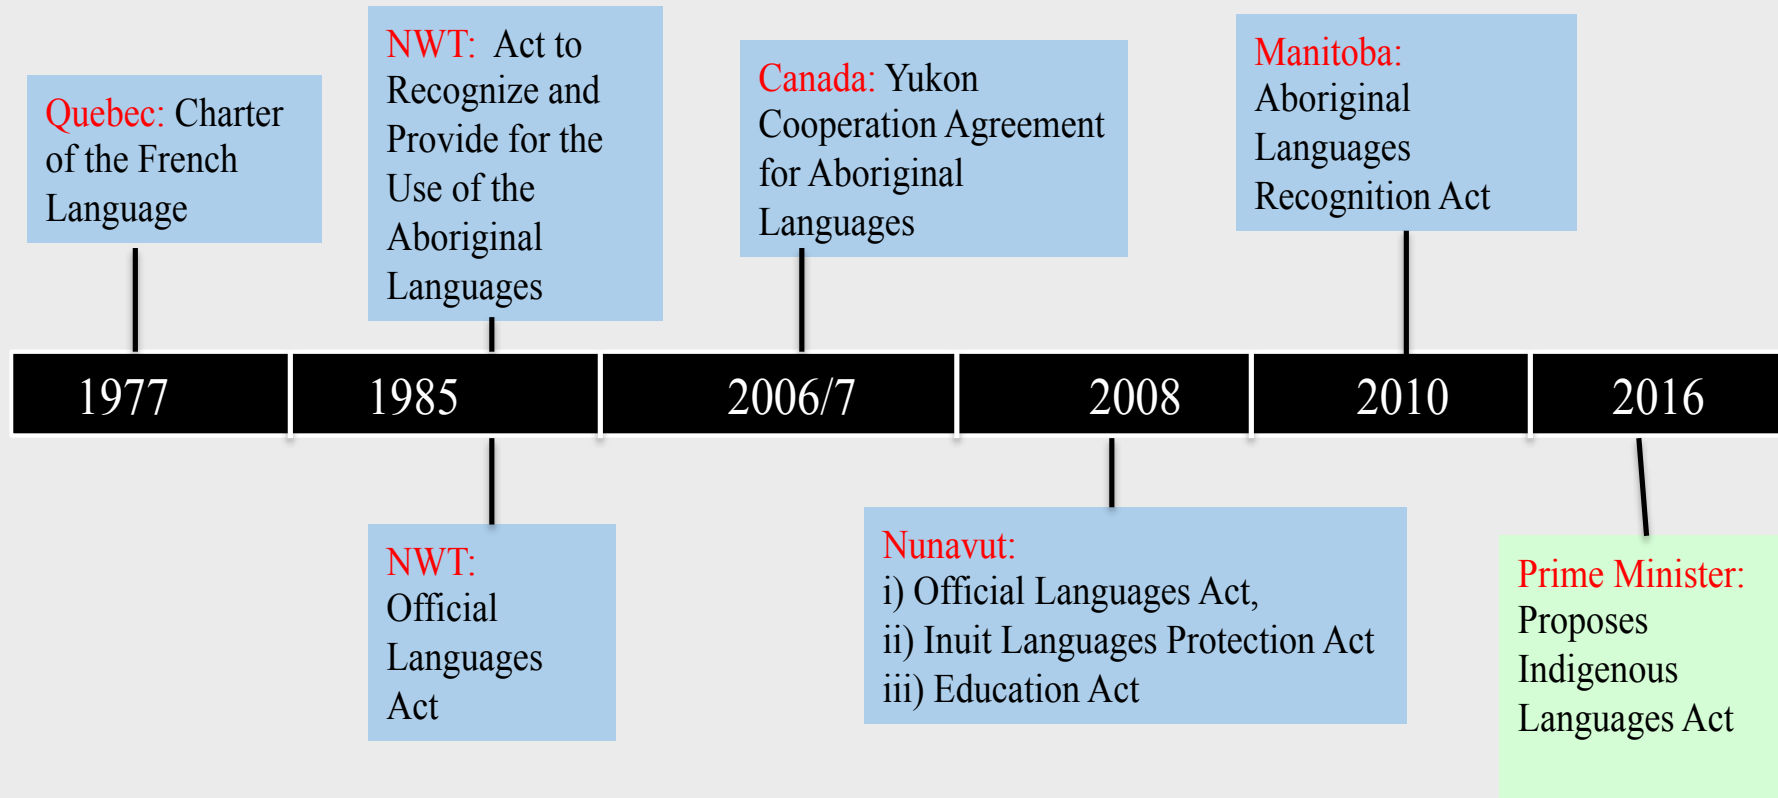 Quebec: Charter
of the French
Language
NWT: Act to
Recognize and
Provide for the
Use of the
Aboriginal
Languages
Canada: Yukon
Cooperation Agreement
for Aboriginal
Languages
Manitoba:
Aboriginal
Languages
Recognition Act
1977
1985
2006/7
2008
2010
2016
NWT:
Official
Languages
Act
Nunavut:
i) Official Languages Act,
ii) Inuit Languages Protection Act
iii) Education Act
Prime Minister:
Proposes
Indigenous
Languages Act